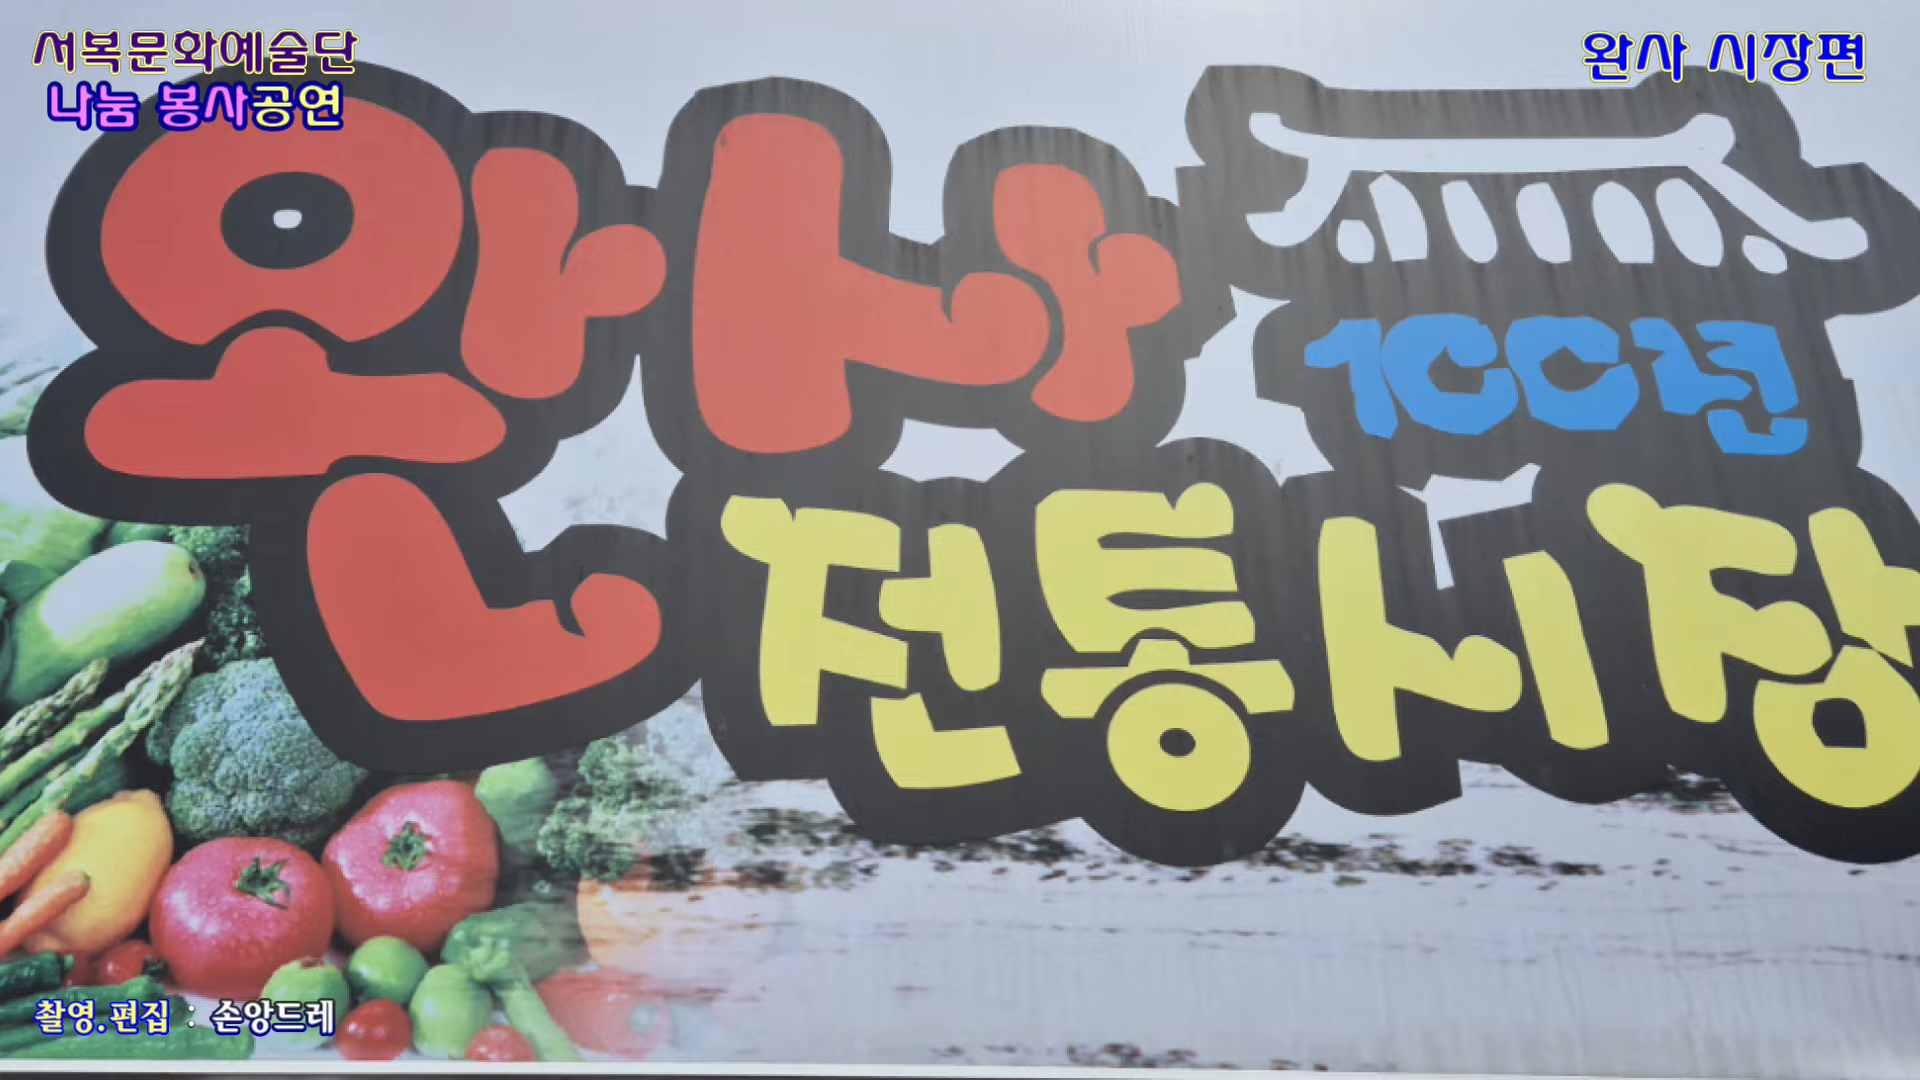 서복문화예술단
나눔 봉사공연
완사 시장편
완사
100년
전통시장
촬영.편집 : 손앙드레